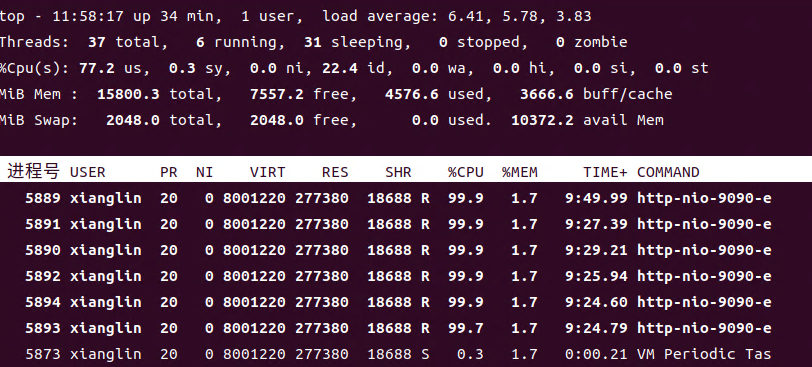 top - 11:58:17 up 34 min,  1 user,  load average: 6.41, 5.78, 3.83
Threads:  37 total,   6 running,  31 sleeping,   0 stopped,   0 zombie
%Cpu(s): 77.2 us,  0.3 sy,  0.0 ni, 22.4 id,  0.0 wa,  0.0 hi,  0.0 si,  0.0 st
MiB Mem :  15800.3 total,   7557.2 free,   4576.6 used,   3666.6 buff/cache
MiB Swap:   2048.0 total,   2048.0 free,      0.0 used.  10372.2 avail Mem
进程号 USER      PR  NI    VIRT    RES    SHR    %CPU  %MEM     TIME+ COMMAND
5889 xianglin  20   0 8001220 277380  18688 R  99.9   1.7   9:49.99 http-nio-9090-e
5891 xianglin  20   0 8001220 277380  18688 R  99.9   1.7   9:27.39 http-nio-9090-e
5890 xianglin  20   0 8001220 277380  18688 R  99.9   1.7   9:29.21 http-nio-9090-e
5892 xianglin  20   0 8001220 277380  18688 R  99.9   1.7   9:25.94 http-nio-9090-e
5894 xianglin  20   0 8001220 277380  18688 R  99.9   1.7   9:24.60 http-nio-9090-e
5893 xianglin  20   0 8001220 277380  18688 R  99.7   1.7   9:24.79 http-nio-9090-e
5873 xianglin  20   0 8001220 277380  18688 S   0.3   1.7   0:00.21 VM Periodic Tas